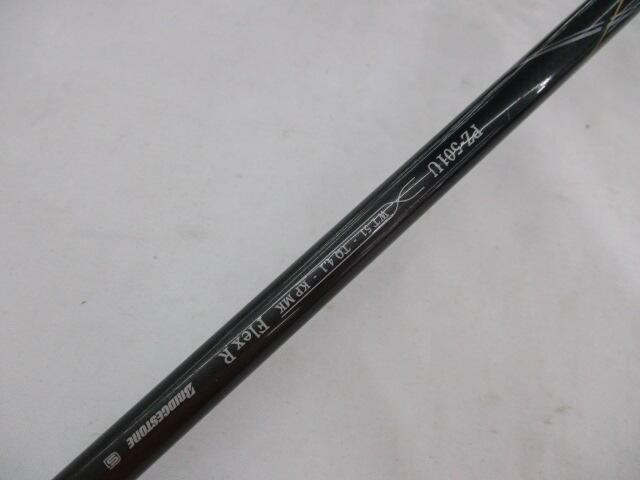 PZ-501U
WT 51 - TQ 4.1 - KP MK Flex R
BRIDGESTONE S